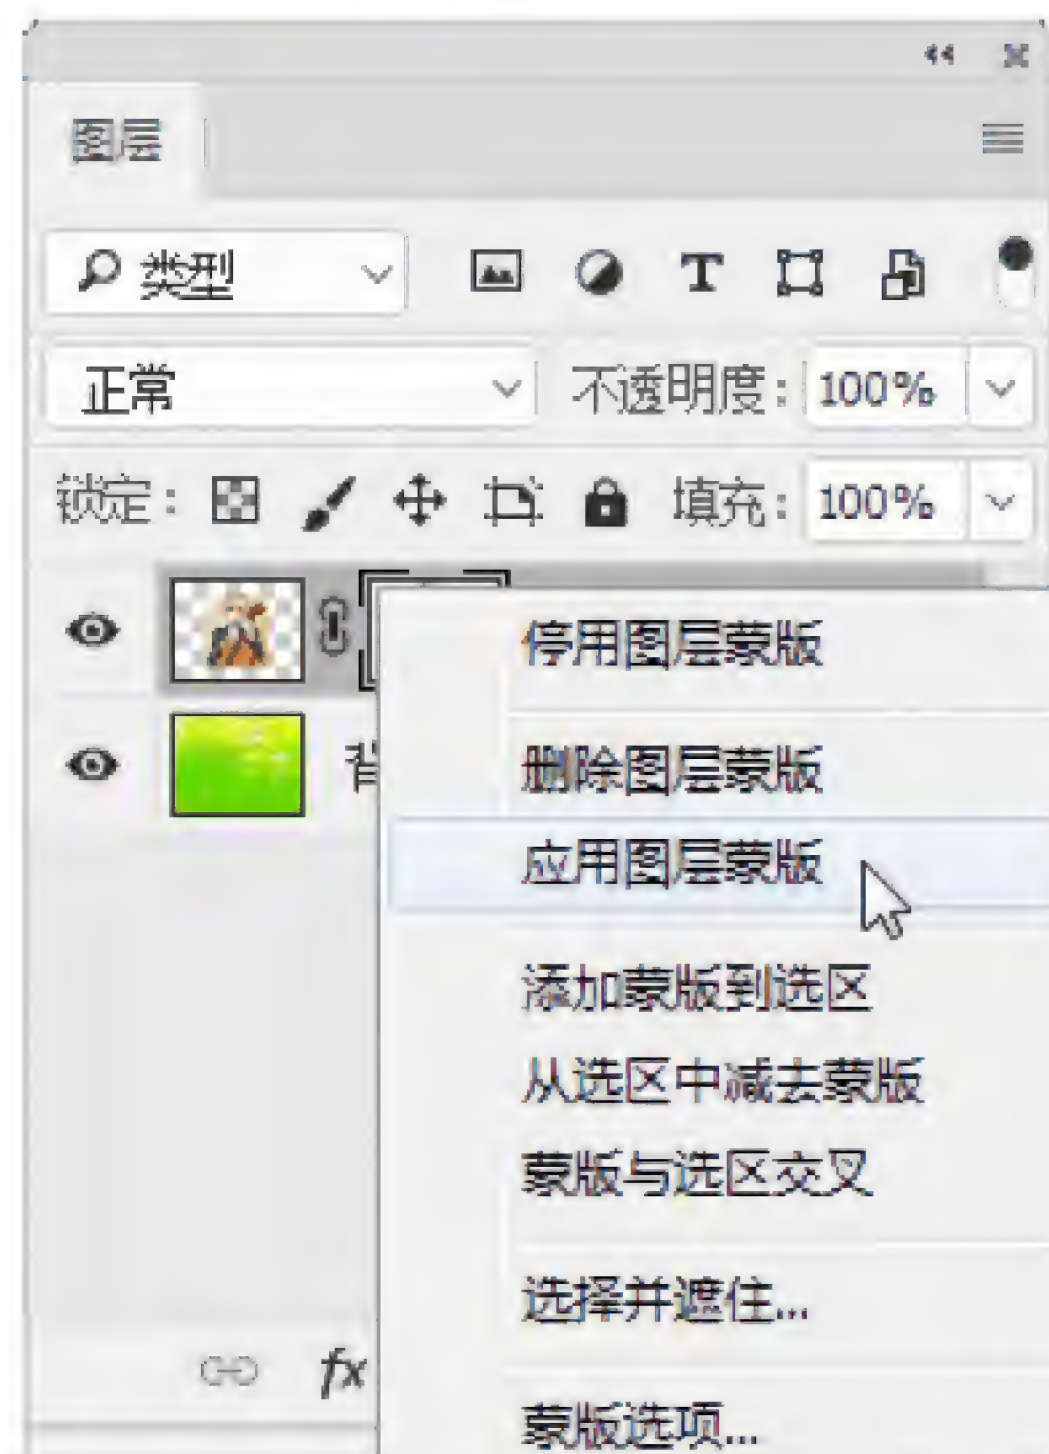 图层
类型
T
正常 不透明度: 100%
锁定: 填充: 100%
停用图层蒙版
删除图层蒙版
应用图层蒙版
添加蒙版到选区
从选区中减去蒙版
蒙版与选区交叉
选择并遮住...
fx
蒙版选项...